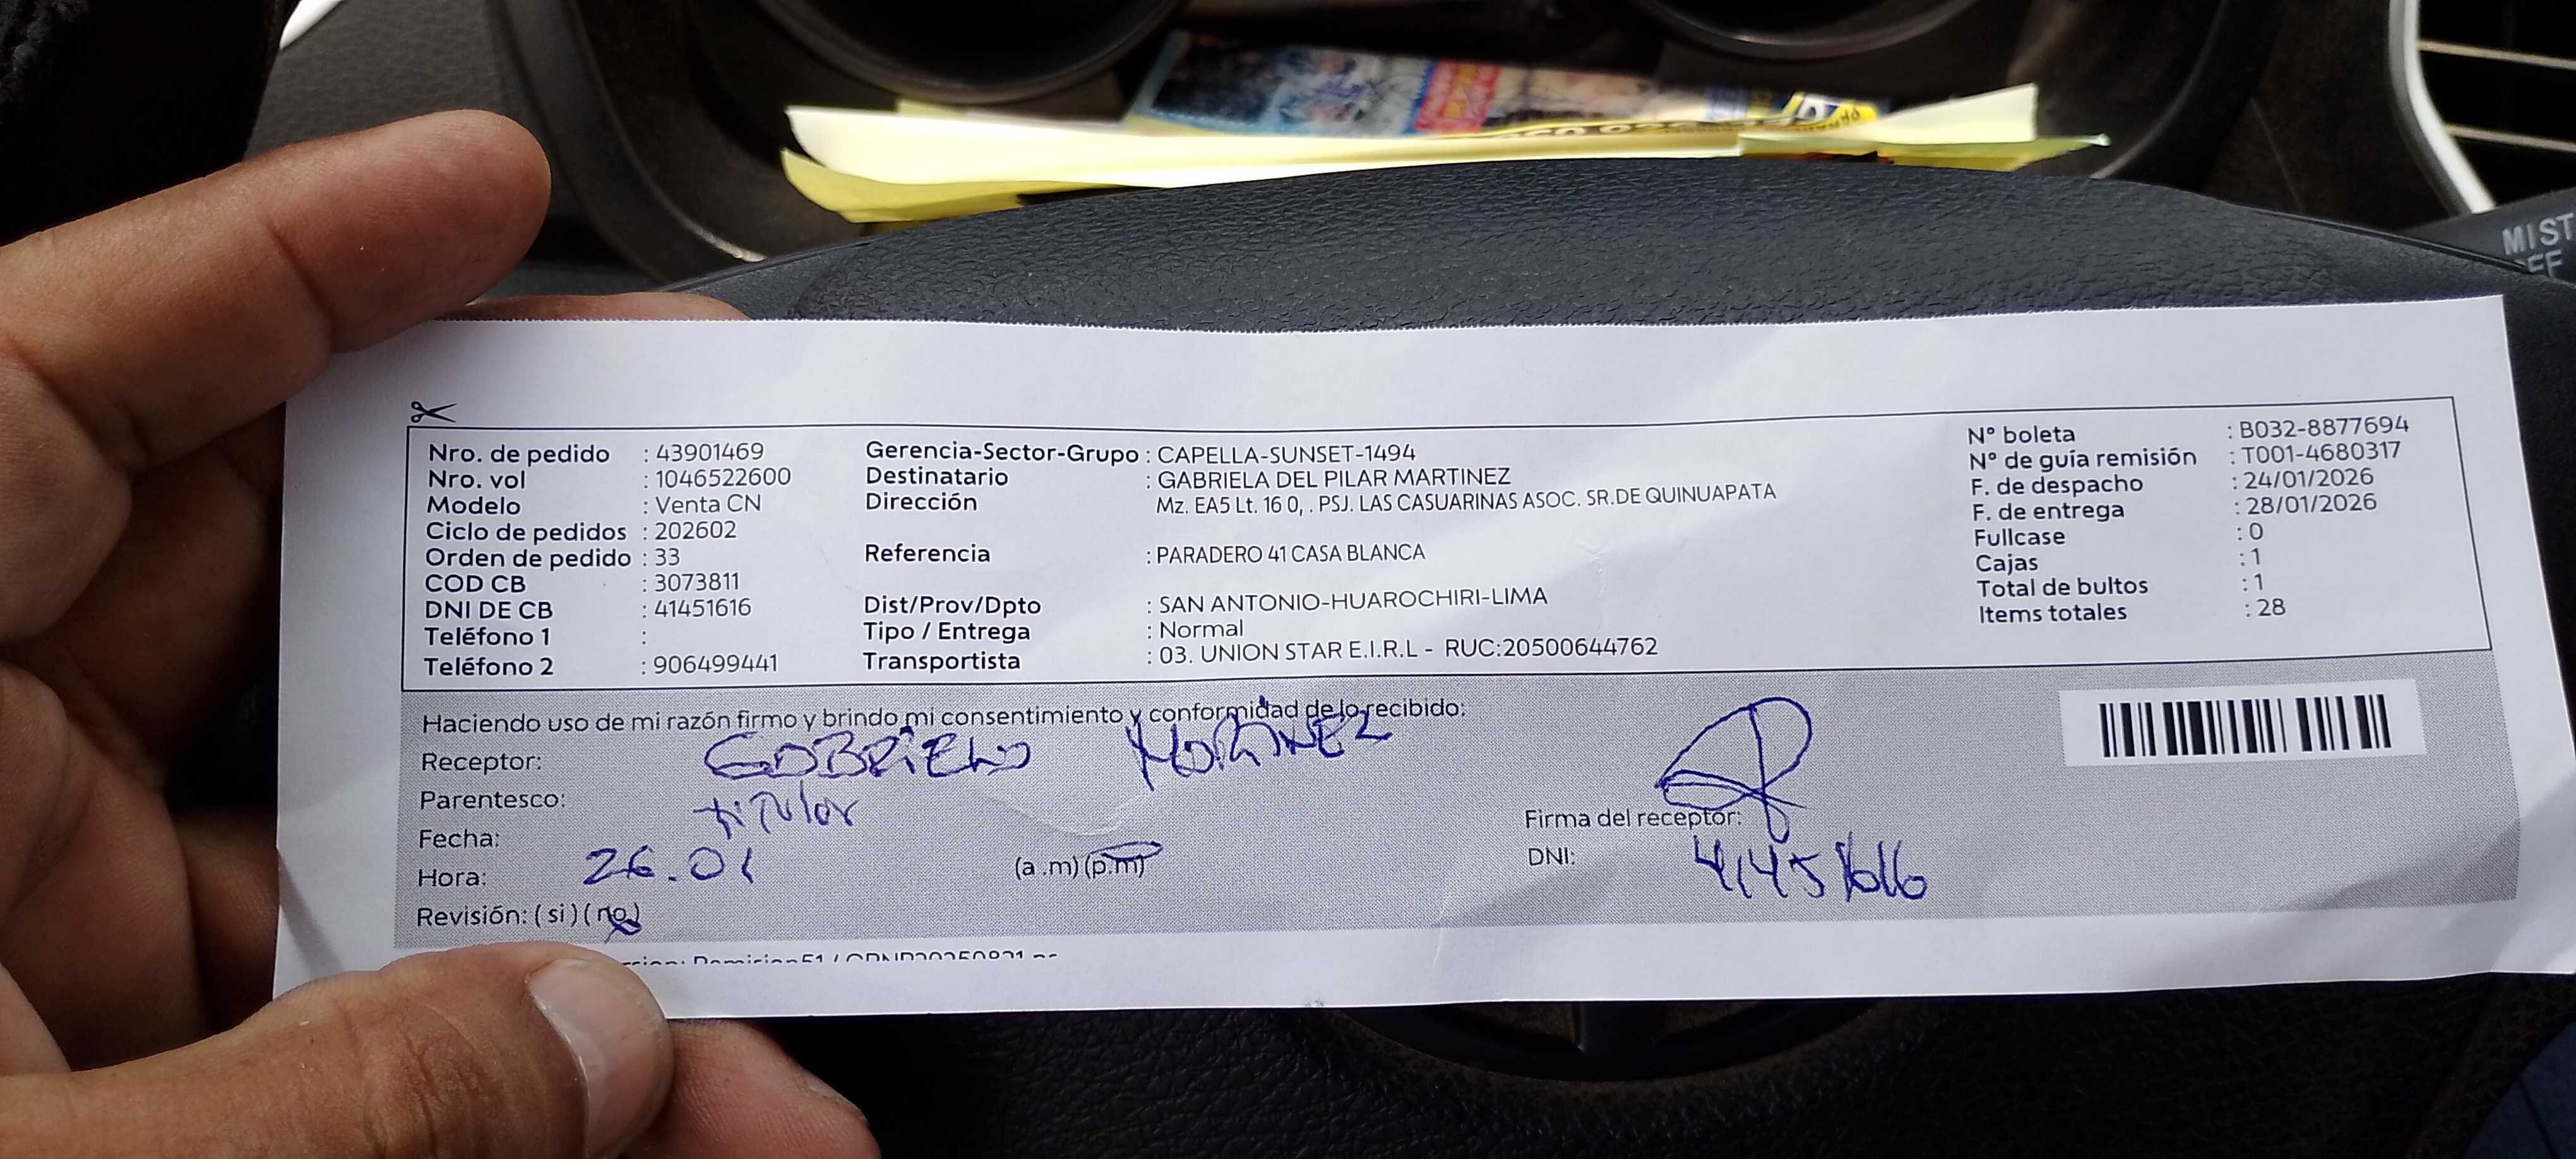 Nro. de pedido : 43901469
Nro. vol : 1046522600
Modelo : Venta CN
Ciclo de pedidos : 202602
Orden de pedido : 33
COD CB : 3073811
DNI DE CB : 41451616
Teléfono 1 :
Teléfono 2 : 906499441
Gerencia-Sector-Grupo : CAPELLA-SUNSET-1494
Destinatario : GABRIELA DEL PILAR MARTINEZ
Dirección Mz. EA5 Lt. 16 0, . PSJ. LAS CASUARINAS ASOC. SR.DE QUINUAPATA
Referencia : PARADERO 41 CASA BLANCA
Dist/Prov/Dpto : SAN ANTONIO-HUAROCHIRI-LIMA
Tipo / Entrega : Normal
Transportista : 03. UNION STAR E.I.R.L - RUC:20500644762
N° boleta : B032-8877694
N° de guía remisión : T001-4680317
F. de despacho : 24/01/2026
F. de entrega : 28/01/2026
Fullcase : 0
Cajas : 1
Total de bultos : 1
Items totales : 28
Haciendo uso de mi razón firmo y brindo mi consentimiento y conformidad de lo recibido:
Receptor: GABRIELA MARTINEZ
Parentesco: titular
Fecha:
Hora: 26.01 (a.m)(p.m)
Revisión: (si)(no)
Firma del receptor:
DNI: 41451616
MIST